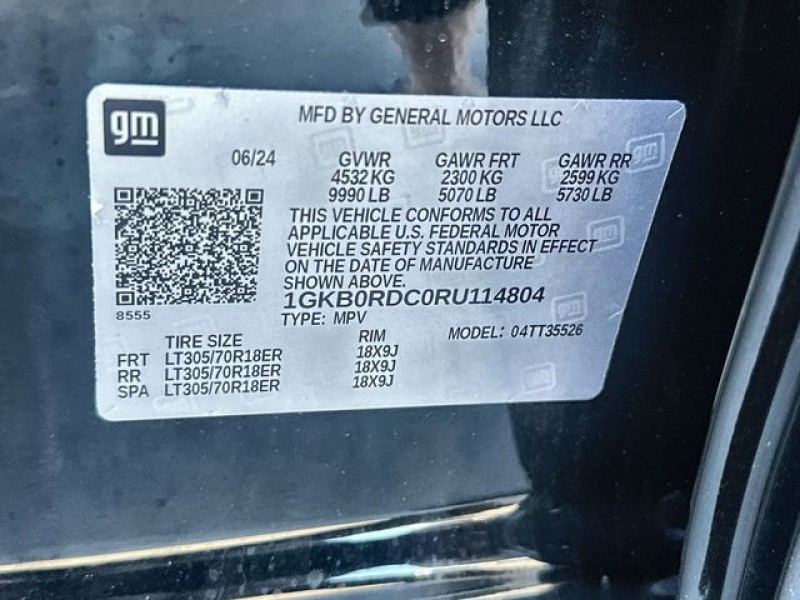 gm
MFD BY GENERAL MOTORS LLC
06/24 GVWR GAWR FRT GAWR RR
4532 KG 2300 KG 2599 KG
9990 LB 5070 LB 5730 LB
THIS VEHICLE CONFORMS TO ALL
APPLICABLE U.S. FEDERAL MOTOR
VEHICLE SAFETY STANDARDS IN EFFECT
ON THE DATE OF MANUFACTURE
SHOWN ABOVE.
1GKB0RDC0RU114804
8555
TYPE: MPV MODEL: 04TT35526
TIRE SIZE RIM
FRT LT305/70R18ER 18X9J
RR LT305/70R18ER 18X9J
SPA LT305/70R18ER 18X9J